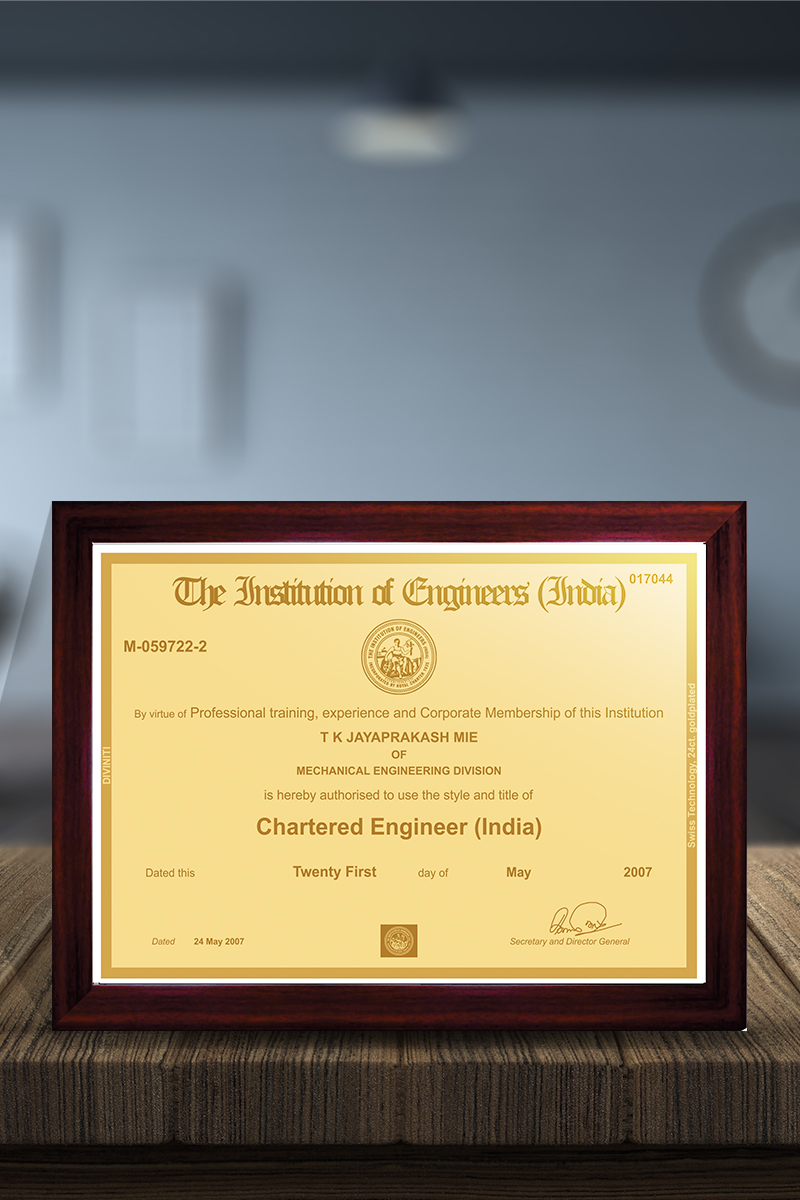 The Institution of Engineers (India)
017044
M-059722-2
THE INSTITUTION OF ENGINEERS (INDIA)
INCORPORATED BY ROYAL CHARTER 1935
By virtue of Professional training, experience and Corporate Membership of this Institution
T K JAYAPRAKASH MIE
OF
MECHANICAL ENGINEERING DIVISION
is hereby authorised to use the style and title of
Chartered Engineer (India)
Dated this Twenty First day of May 2007
Dated 24 May 2007
Secretary and Director General
DIVINITI
Swiss Technology, 24ct. goldplated